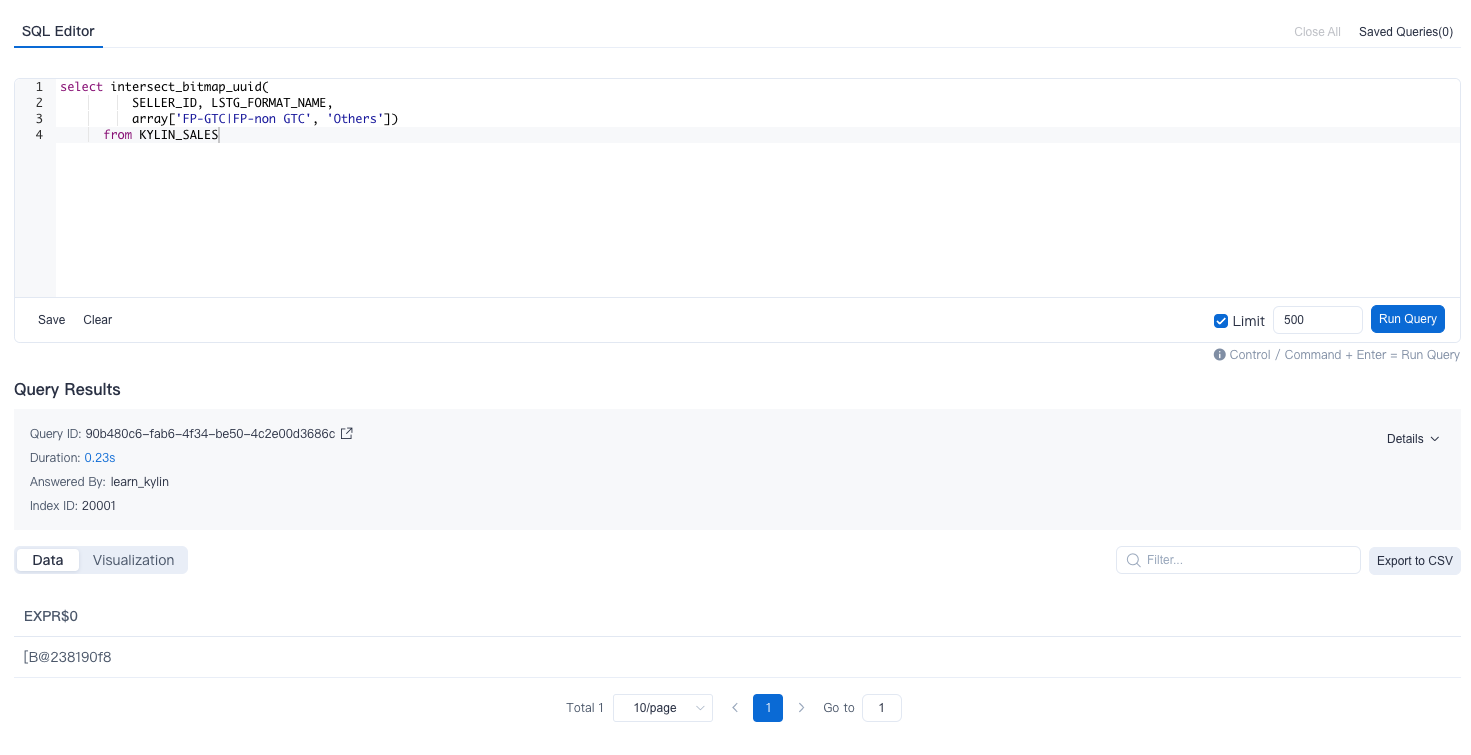 SQL Editor
Close All Saved Queries(0)
1 select intersect_bitmap_uuid(
2 SELLER_ID, LSTG_FORMAT_NAME,
3 array['FP-GTC|FP-non GTC', 'Others'])
4 from KYLIN_SALES
Save Clear
Limit 500 Run Query
Control / Command + Enter = Run Query
Query Results
Query ID: 90b480c6-fab6-4f34-be50-4c2e00d3686c
Details
Duration: 0.23s
Answered By: learn_kylin
Index ID: 20001
Data Visualization
Filter... Export to CSV
EXPR$0
[B@238190f8
Total 1 10/page 1 Go to 1